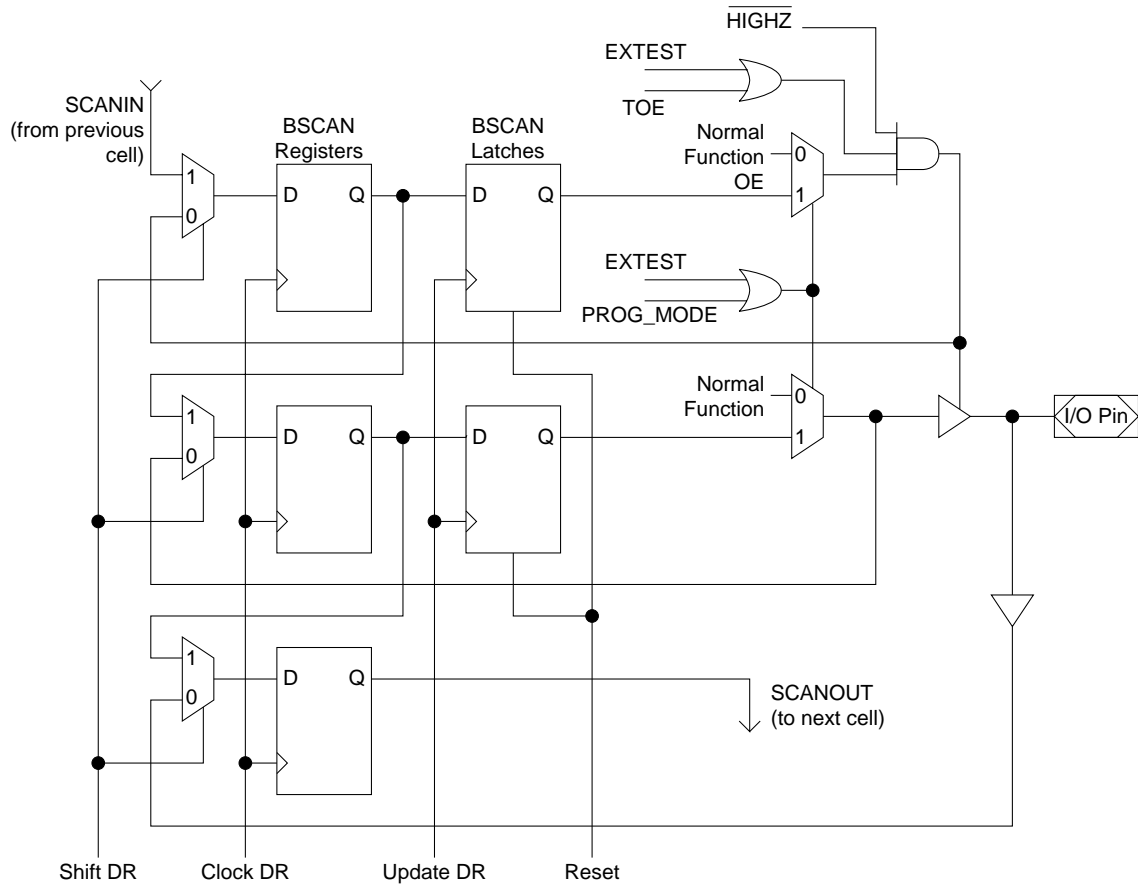 HIGHZ
EXTEST
TOE
SCANIN
(from previous
cell)
BSCAN
Registers
BSCAN
Latches
Normal
Function
OE
0
1
1
0
D
Q
D
Q
EXTEST
PROG_MODE
Normal
Function
0
1
1
0
D
Q
D
Q
I/O Pin
1
0
D
Q
SCANOUT
(to next cell)
Shift DR
Clock DR
Update DR
Reset